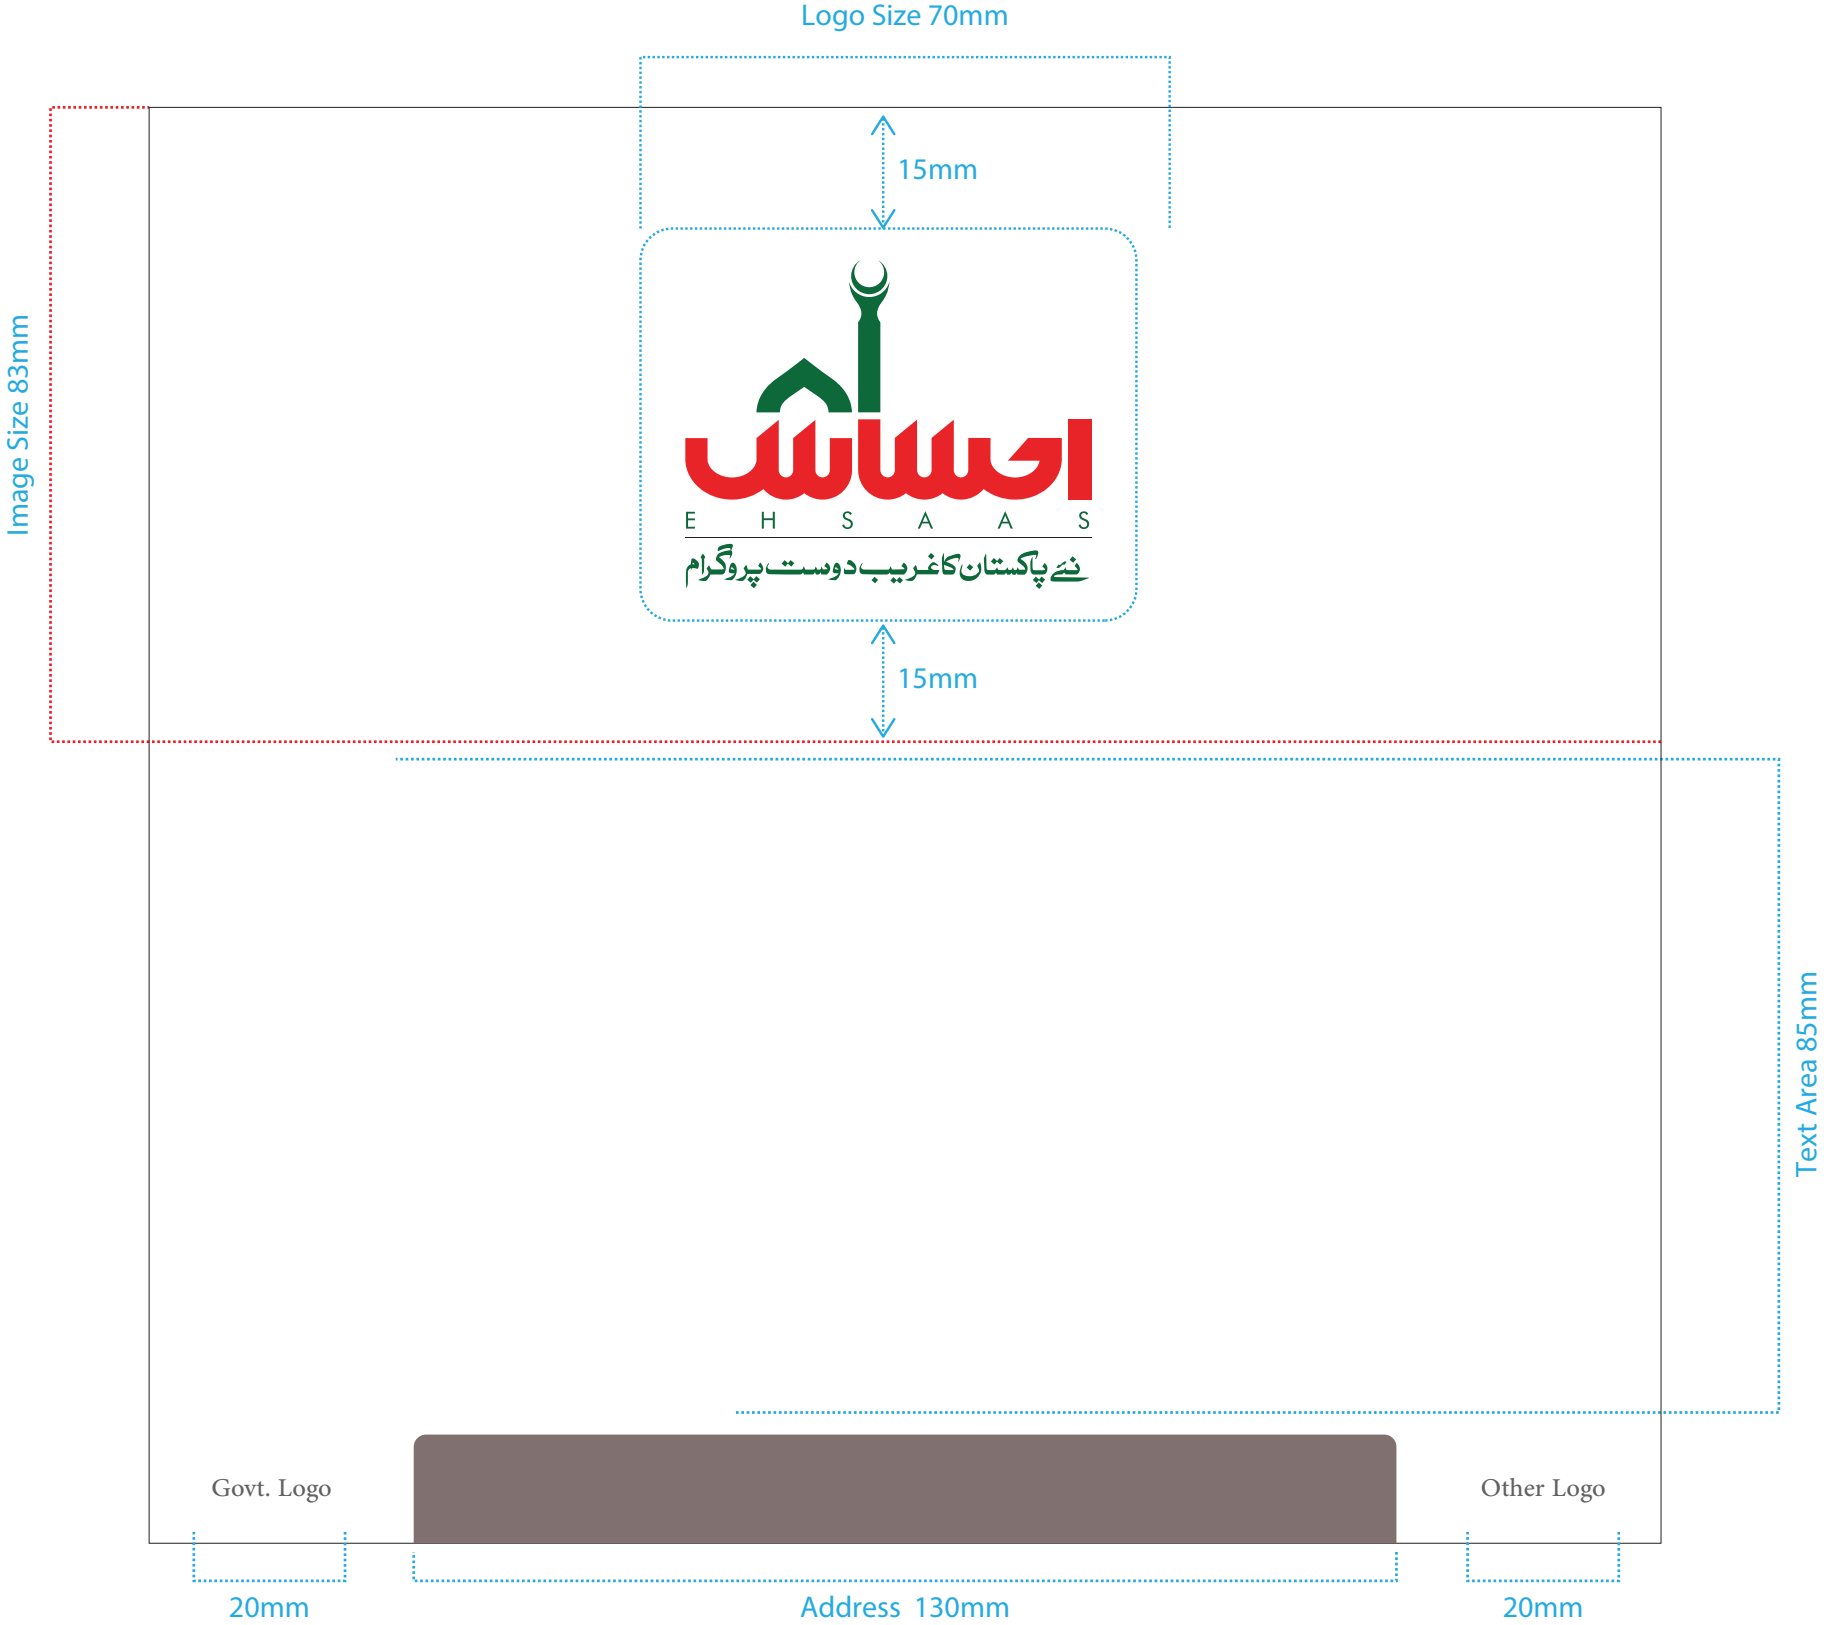 Logo Size 70mm
15mm
Image Size 83mm
احساس
E H S A A S
نئے پاکستان کا غریب دوست پروگرام
15mm
Text Area 85mm
Govt. Logo
Other Logo
20mm
Address 130mm
20mm